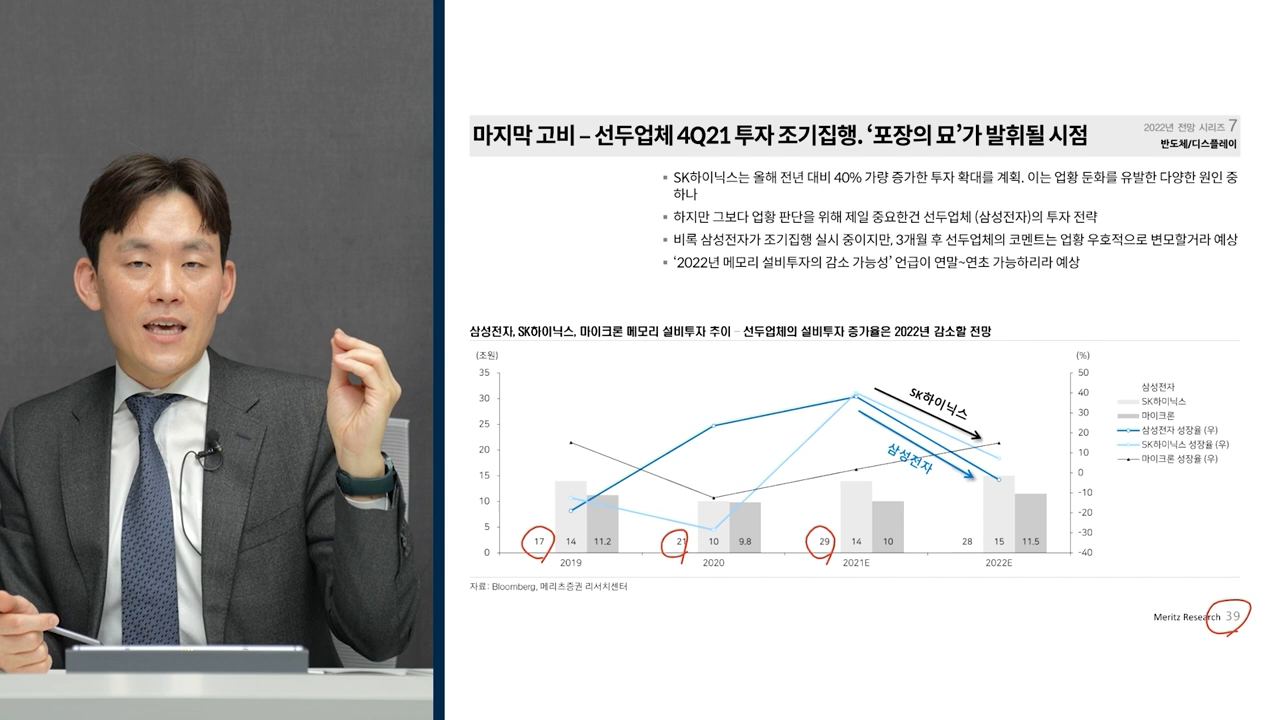 마지막 고비 – 선두업체 4Q21 투자 조기집행. ‘포장의 묘’가 발휘될 시점
2022년 전망 시리즈 7
반도체/디스플레이
▪ SK하이닉스는 올해 전년 대비 40% 가량 증가한 투자 확대를 계획. 이는 업황 둔화를 유발한 다양한 원인 중
하나
▪ 하지만 그보다 업황 판단을 위해 제일 중요한건 선두업체 (삼성전자)의 투자 전략
▪ 비록 삼성전자가 조기집행 실시 중이지만, 3개월 후 선두업체의 코멘트는 업황 우호적으로 변모할거라 예상
▪ ‘2022년 메모리 설비투자의 감소 가능성’ 언급이 연말~연초 가능하리라 예상
삼성전자, SK하이닉스, 마이크론 메모리 설비투자 추이 – 선두업체의 설비투자 증가율은 2022년 감소할 전망
(조원)
(%)
35
30
25
20
15
10
5
0
50
40
30
20
10
0
-10
-20
-30
-40
SK하이닉스
삼성전자
17 14 11.2
21 10 9.8
29 14 10
28 15 11.5
2019 2020 2021E 2022E
삼성전자
SK하이닉스
마이크론
삼성전자 성장율 (우)
SK하이닉스 성장율 (우)
마이크론 성장율 (우)
자료: Bloomberg, 메리츠증권 리서치센터
Meritz Research 39